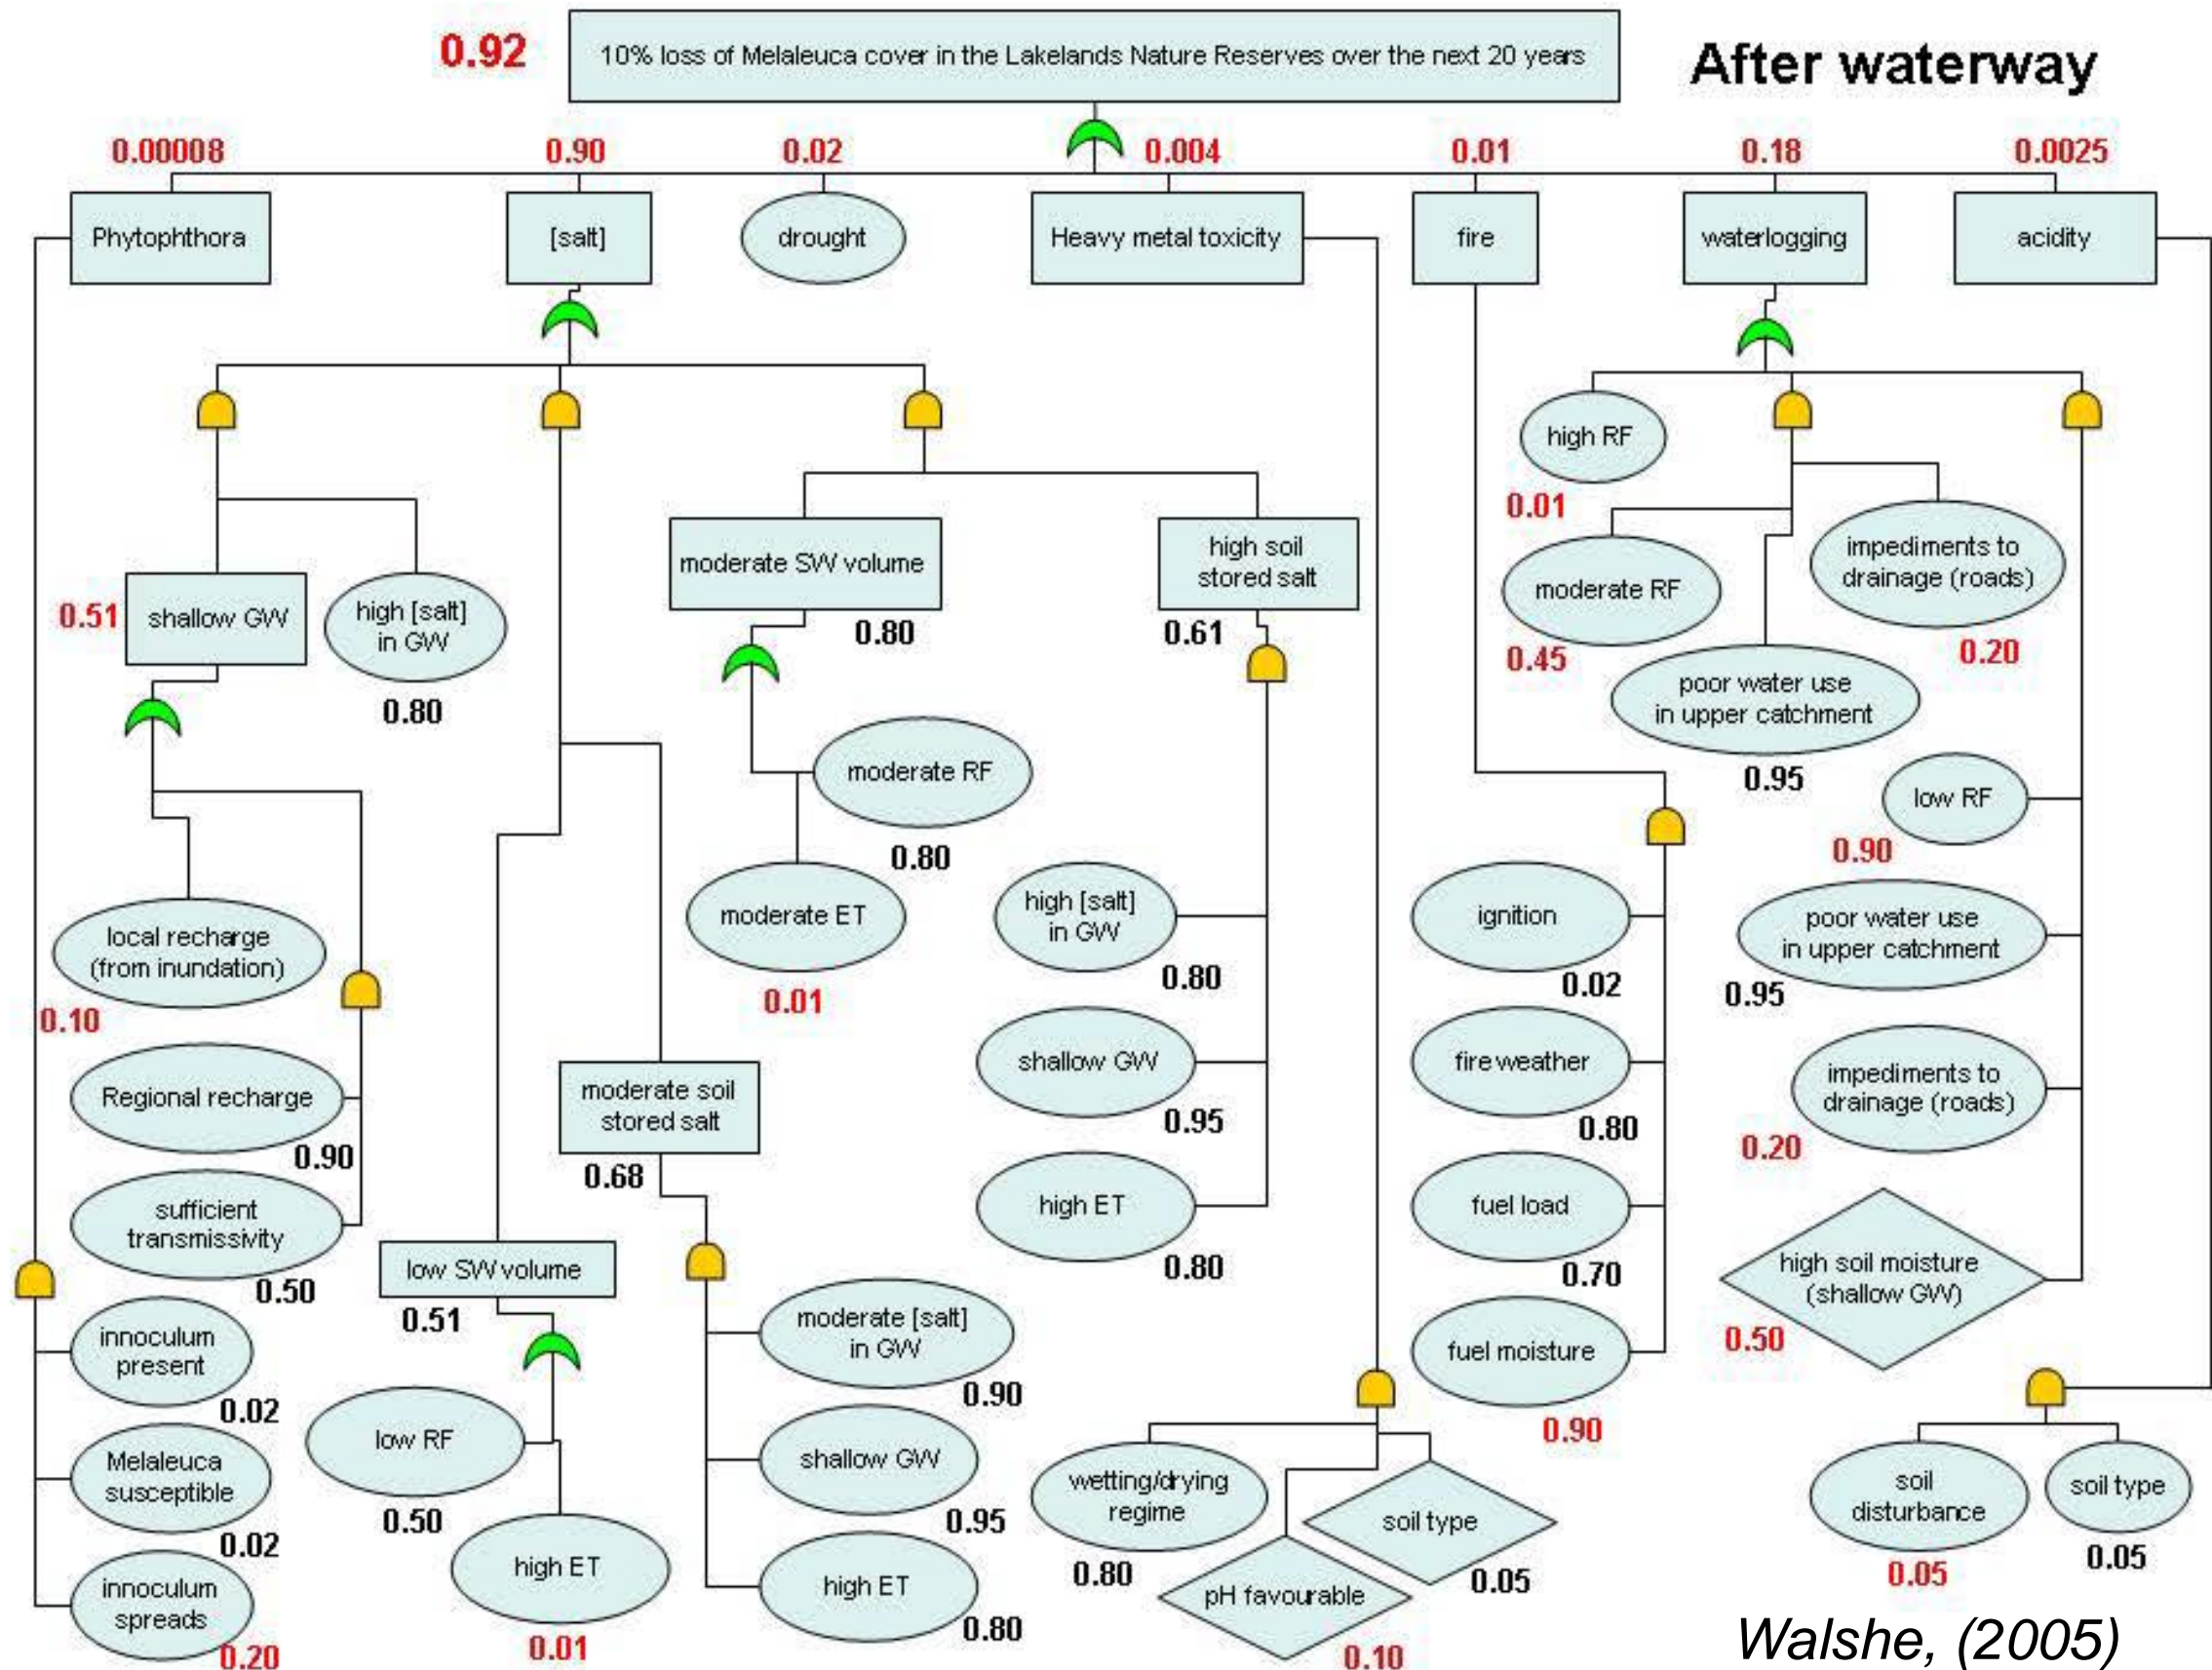 0.92
10% loss of Melaleuca cover in the Lakelands Nature Reserves over the next 20 years
After waterway
0.00008
0.90
0.02
0.004
0.01
0.18
0.0025
Phytophthora
[salt]
drought
Heavy metal toxicity
fire
waterlogging
acidity
0.51
shallow GW
high [salt]
in GW
0.80
moderate SW volume
0.80
high soil
stored salt
0.61
high RF
0.01
moderate RF
0.45
impediments to
drainage (roads)
0.20
poor water use
in upper catchment
0.95
moderate RF
0.80
moderate ET
0.01
low RF
0.90
local recharge
(from inundation)
0.10
high [salt]
in GW
0.80
ignition
0.02
poor water use
in upper catchment
0.95
Regional recharge
0.90
moderate soil
stored salt
0.68
shallow GW
0.95
fire weather
0.80
impediments to
drainage (roads)
0.20
sufficient
transmissivity
0.50
low SW volume
0.51
high ET
0.80
fuel load
0.70
high soil moisture
(shallow GW)
0.50
innoculum
present
0.02
moderate [salt]
in GW
0.90
fuel moisture
0.90
Melaleuca
susceptible
0.02
low RF
0.50
shallow GW
0.95
wetting/drying
regime
0.80
soil type
0.05
soil
disturbance
0.05
soil type
0.05
innoculum
spreads
0.20
high ET
0.01
high ET
0.80
pH favourable
0.10
Walshe, (2005)